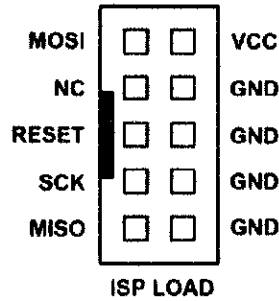 MOSI VCC
NC GND
RESET GND
SCK GND
MISO GND
ISP LOAD